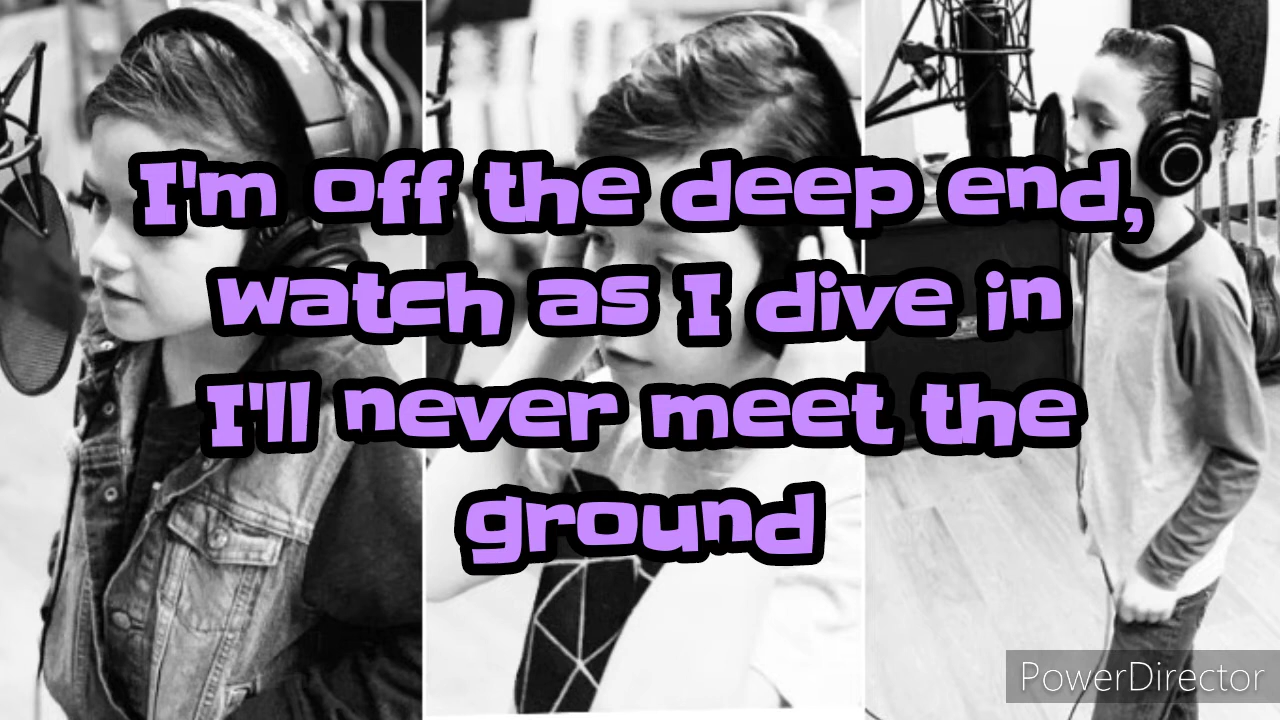 I'm off the deep end,
watch as I dive in
I'll never meet the
ground
PowerDirector